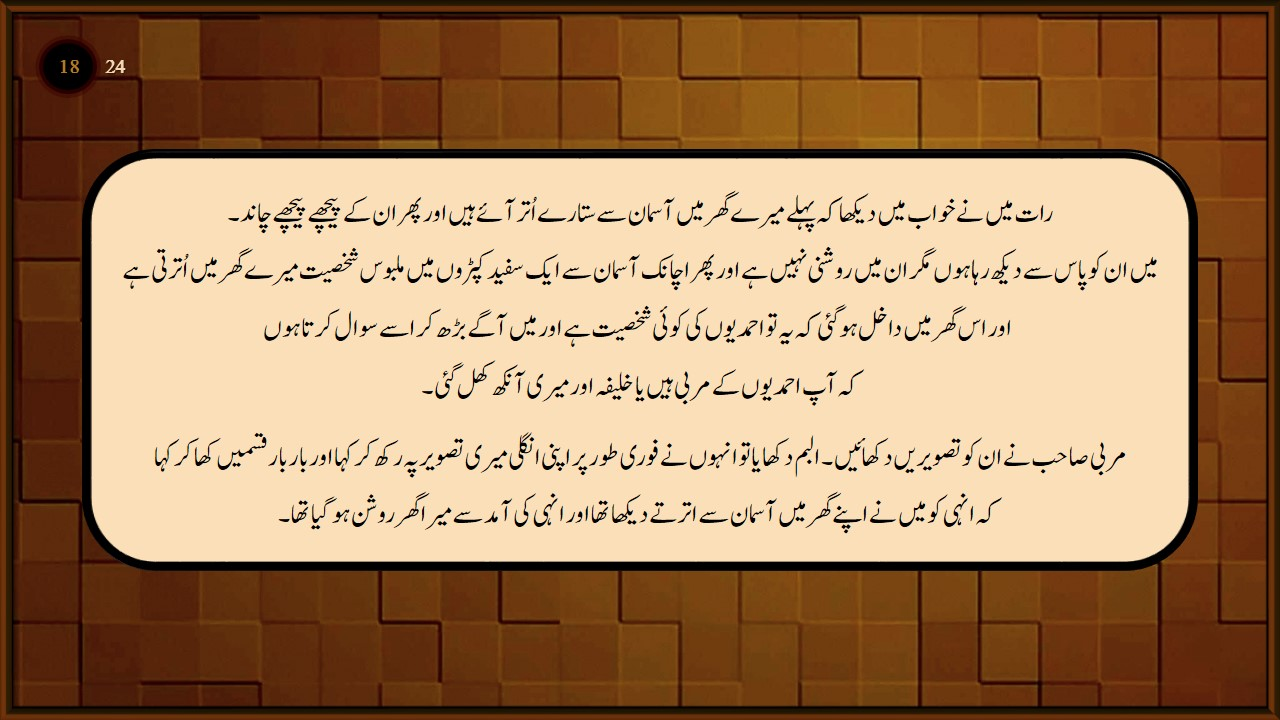 18 24
رات میں نے خواب میں دیکھا کہ پہلے میرے گھر میں آسمان سے ستارے اُتر آئے ہیں اور پھر ان کے پیچھے پیچھے چاند۔
میں ان کو پاس سے دیکھ رہا ہوں مگر ان میں روشنی نہیں ہے اور پھر اچانک آسمان سے ایک سفید کپڑوں میں ملبوس شخصیت میرے گھر میں اُترتی ہے
اور اس گھر میں داخل ہو گئی کہ یہ تو احمدیوں کی کوئی شخصیت ہے اور میں آگے بڑھ کر اسے سوال کرتا ہوں
کہ آپ احمدیوں کے مربی ہیں یا خلیفہ اور میری آنکھ کھل گئی۔
مربی صاحب نے ان کو تصویریں دکھائیں۔ البم دکھایا تو انہوں نے فوری طور پر اپنی انگلی میری تصویر پہ رکھ کر کہا اور بار بار قسمیں کھا کر کہا
کہ انہی کو میں نے اپنے گھر میں آسمان سے اترتے دیکھا تھا اور انہی کی آمد سے میرا گھر روشن ہو گیا تھا۔